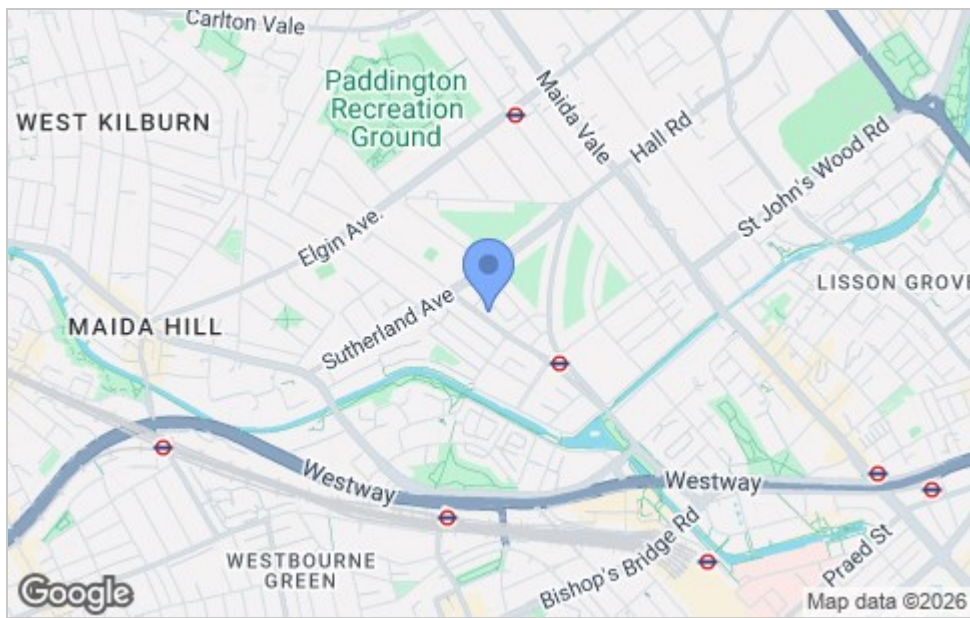 Carlton Vale
Paddington
Recreation
Ground
WEST KILBURN
Maida Vale
Hall Rd
St John's Wood Rd
Elgin Ave.
LISSON GROVE
Sutherland Ave
MAIDA HILL
Westway
Westway
WESTBOURNE
GREEN
Bishop's Bridge Rd
Praed St
Google
Map data ©2026